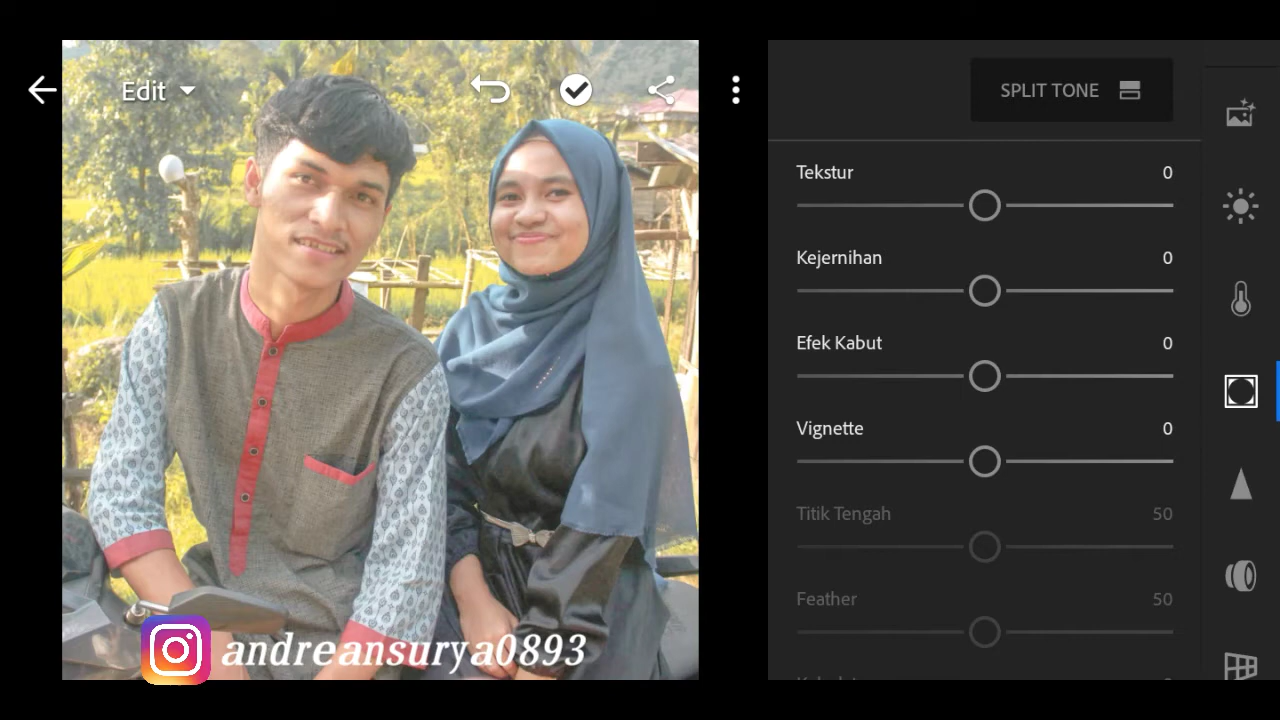 Edit
SPLIT TONE
Tekstur 0
Kejernihan 0
Efek Kabut 0
Vignette 0
Titik Tengah 50
Feather 50
andreansurya0893